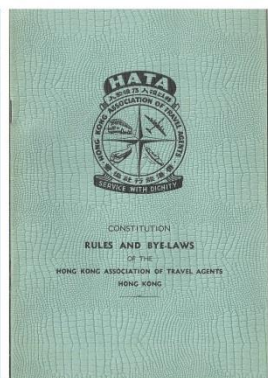 HATA
HONG KONG ASSOCIATION OF TRAVEL AGENTS
SERVICE WITH DIGNITY
CONSTITUTION
RULES AND BYE-LAWS
OF THE
HONG KONG ASSOCIATION OF TRAVEL AGENTS
HONG KONG